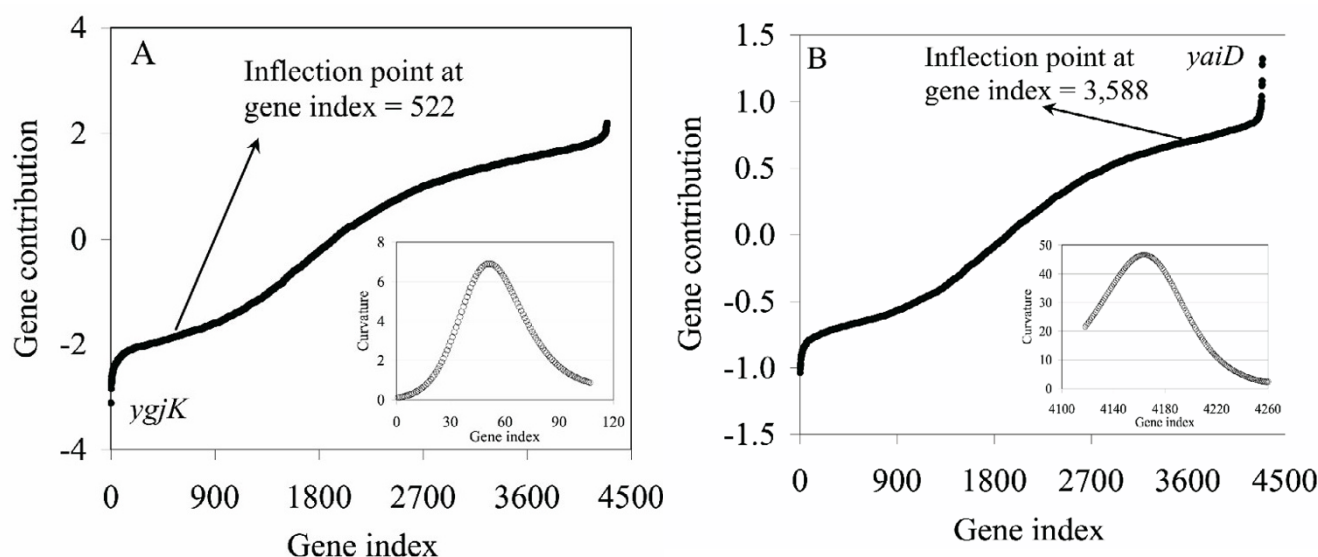 A
Inflection point at
gene index = 522
Gene contribution
4
2
0
-2
-4
ygjK
Curvature
8
6
4
2
0
0 30 60 90 120
Gene index
0 900 1800 2700 3600 4500
Gene index
B
Inflection point at
gene index = 3,588
yaiD
Gene contribution
1.5
1.0
0.5
0.0
-0.5
-1.0
-1.5
Curvature
50
40
30
20
10
0
4100 4140 4180 4220 4260
Gene index
0 900 1800 2700 3600 4500
Gene index